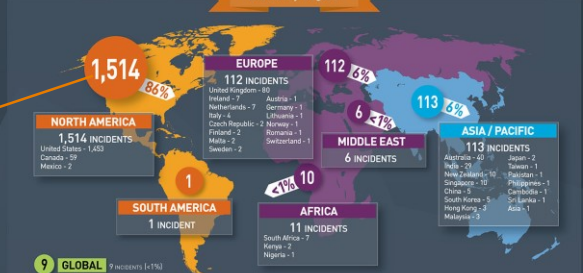 1,514
86%
NORTH AMERICA
1,514 INCIDENTS
United States - 1,453
Canada - 59
Mexico - 2
EUROPE
112 INCIDENTS
United Kingdom - 80
Ireland - 7
Netherlands - 7
Italy - 4
Czech Republic - 2
Finland - 2
Malta - 2
Sweden - 2
Austria - 1
Germany - 1
Lithuania - 1
Norway - 1
Romania - 1
Switzerland - 1
112
6%
6
<1%
MIDDLE EAST
6 INCIDENTS
113
6%
ASIA / PACIFIC
113 INCIDENTS
Australia - 40
India - 29
New Zealand - 10
Singapore - 10
China - 5
South Korea - 5
Hong Kong - 3
Malaysia - 3
Japan - 2
Taiwan - 1
Pakistan - 1
Philippines - 1
Cambodia - 1
Sri Lanka - 1
Asia - 1
1
SOUTH AMERICA
1 INCIDENT
<1%
10
AFRICA
11 INCIDENTS
South Africa - 7
Kenya - 2
Nigeria - 1
9
GLOBAL
9 INCIDENTS (<1%)